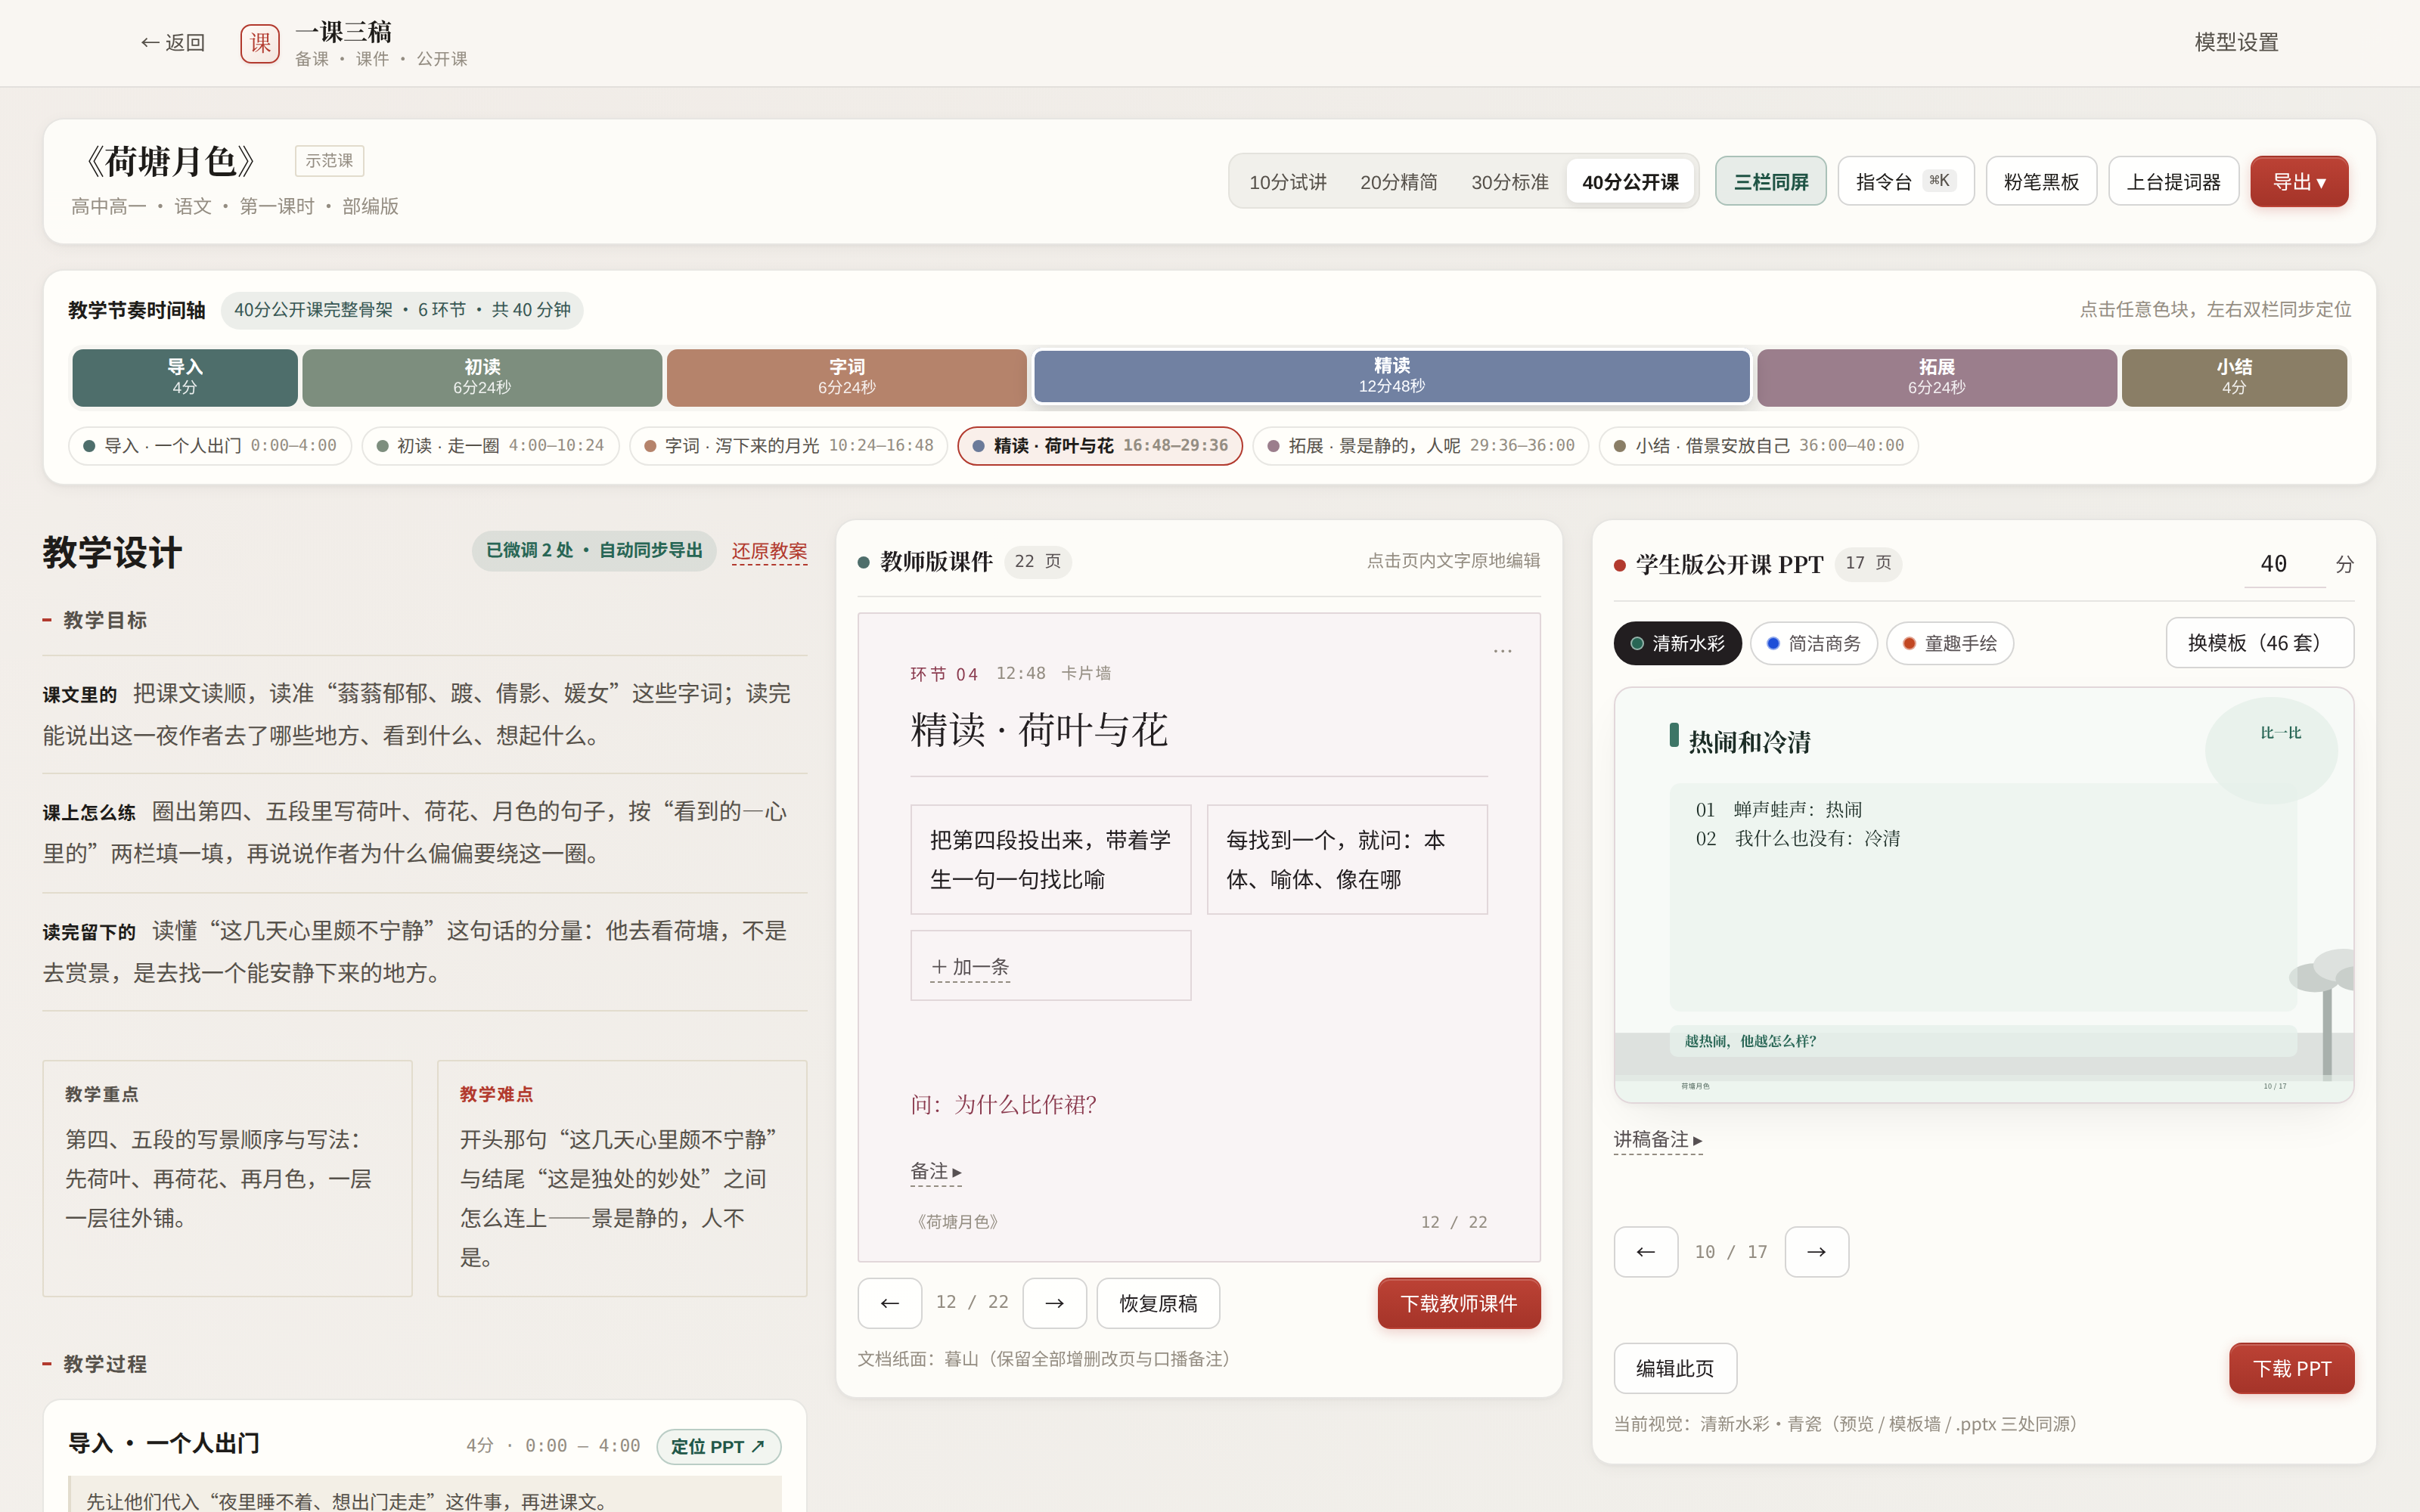 ← 返回
课
一课三稿
备课 · 课件 · 公开课
模型设置
《荷塘月色》
示范课
高中高一 · 语文 · 第一课时 · 部编版
10分试讲
20分精简
30分标准
40分公开课
三栏同屏
指令台 ⌘K
粉笔黑板
上台提词器
导出 ▾
教学节奏时间轴
40分公开课完整骨架 · 6 环节 · 共 40 分钟
点击任意色块，左右双栏同步定位
导入
4分
初读
6分24秒
字词
6分24秒
精读
12分48秒
拓展
6分24秒
小结
4分
导入 · 一个人出门 0:00–4:00
初读 · 走一圈 4:00–10:24
字词 · 泻下来的月光 10:24–16:48
精读 · 荷叶与花 16:48–29:36
拓展 · 景是静的，人呢 29:36–36:00
小结 · 借景安放自己 36:00–40:00
教学设计
已微调 2 处 · 自动同步导出
还原教案
教学目标
课文里的 把课文读顺，读准“蓊蓊郁郁、踱、倩影、媛女”这些字词；读完
能说出这一夜作者去了哪些地方、看到什么、想起什么。
课上怎么练 圈出第四、五段里写荷叶、荷花、月色的句子，按“看到的—心
里的”两栏填一填，再说说作者为什么偏偏要绕这一圈。
读完留下的 读懂“这几天心里颇不宁静”这句话的分量：他去看荷塘，不是
去赏景，是去找一个能安静下来的地方。
教学重点
第四、五段的写景顺序与写法：
先荷叶、再荷花、再月色，一层
一层往外铺。
教学难点
开头那句“这几天心里颇不宁静”
与结尾“这是独处的妙处”之间
怎么连上——景是静的，人不
是。
教学过程
导入 · 一个人出门
4分 · 0:00 – 4:00
定位 PPT ↗
先让他们代入“夜里睡不着、想出门走走”这件事，再进课文。
教师版课件
22 页
点击页内文字原地编辑
…
环节 04 12:48 卡片墙
精读 · 荷叶与花
把第四段投出来，带着学
生一句一句找比喻
每找到一个，就问：本
体、喻体、像在哪
＋ 加一条
问：为什么比作裙？
备注 ▸
《荷塘月色》
12 / 22
←
12 / 22
→
恢复原稿
下载教师课件
文档纸面：暮山（保留全部增删改页与口播备注）
学生版公开课 PPT
17 页
40 分
清新水彩
简洁商务
童趣手绘
换模板（46 套）
热闹和冷清
比一比
01 蝉声蛙声：热闹
02 我什么也没有：冷清
越热闹，他越怎么样？
荷塘月色
10 / 17
讲稿备注 ▸
←
10 / 17
→
编辑此页
下载 PPT
当前视觉：清新水彩 · 青瓷（预览 / 模板墙 / .pptx 三处同源）